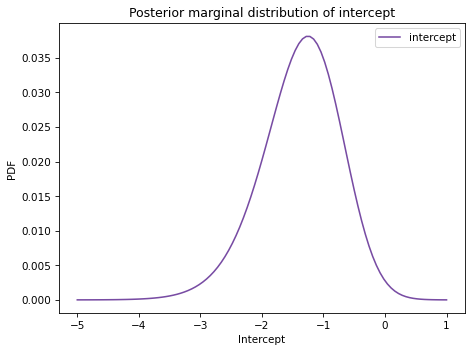 Posterior marginal distribution of intercept
intercept
0.035
0.030
0.025
0.020
0.015
0.010
0.005
0.000
PDF
−5 −4 −3 −2 −1 0 1
Intercept